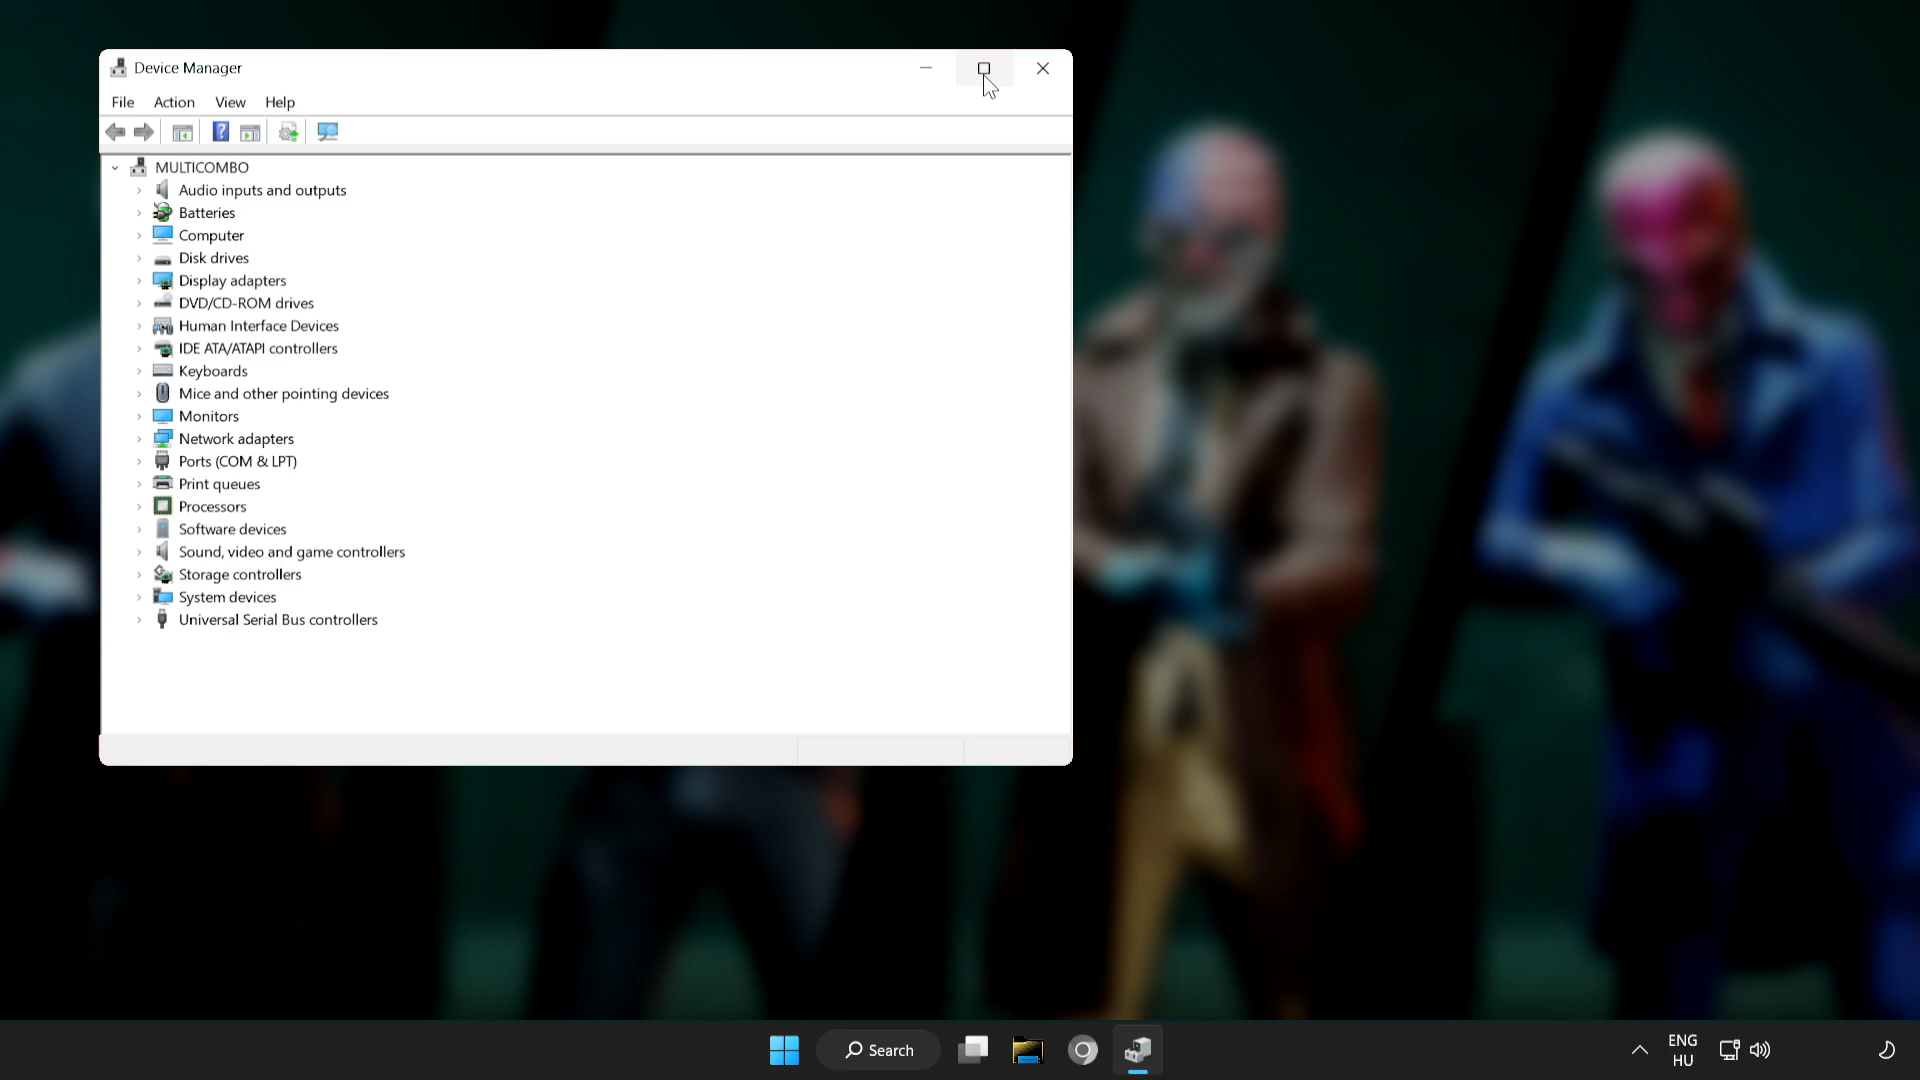 Device Manager
File Action View Help
MULTICOMBO
Audio inputs and outputs
Batteries
Computer
Disk drives
Display adapters
DVD/CD-ROM drives
Human Interface Devices
IDE ATA/ATAPI controllers
Keyboards
Mice and other pointing devices
Monitors
Network adapters
Ports (COM & LPT)
Print queues
Processors
Software devices
Sound, video and game controllers
Storage controllers
System devices
Universal Serial Bus controllers
Search
ENG
HU